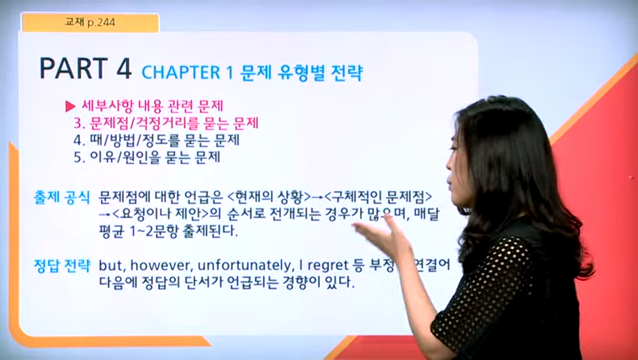 교재 p.244
PART 4 CHAPTER 1 문제 유형별 전략
▶ 세부사항 내용 관련 문제
3. 문제점/걱정거리를 묻는 문제
4. 때/방법/정도를 묻는 문제
5. 이유/원인을 묻는 문제
출제 공식 문제점에 대한 언급은 <현재의 상황>→<구체적인 문제점>
→<요청이나 제안>의 순서로 전개되는 경우가 많으며, 매달
평균 1~2문항 출제된다.
정답 전략 but, however, unfortunately, I regret 등 부정 연결어
다음에 정답의 단서가 언급되는 경향이 있다.